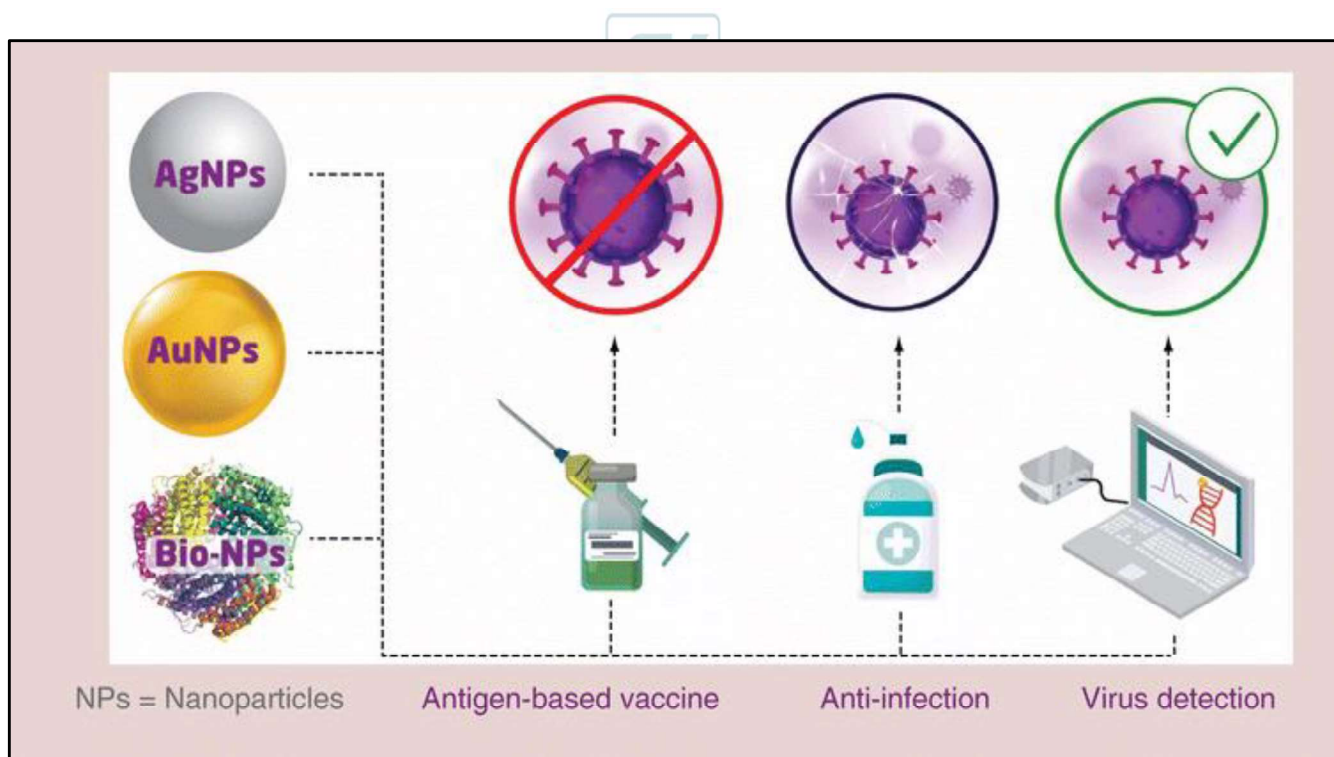 AgNPs
AuNPs
Bio-NPs
NPs = Nanoparticles
Antigen-based vaccine
Anti-infection
Virus detection